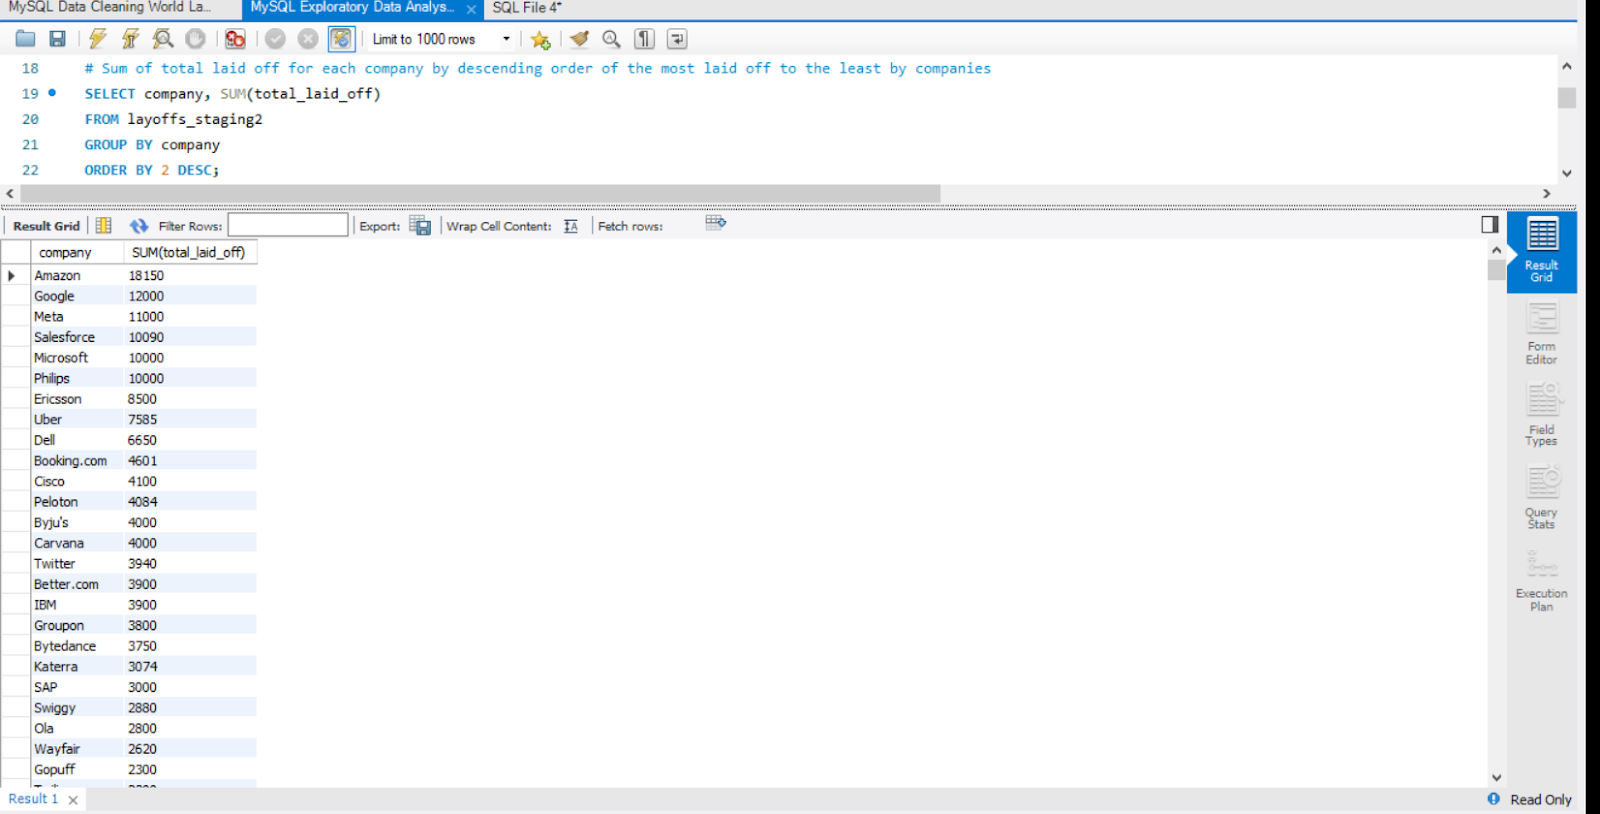 MySQL Data Cleaning World La...
MySQL Exploratory Data Analys...
SQL File 4*
Limit to 1000 rows
18 # Sum of total laid off for each company by descending order of the most laid off to the least by companies
19 SELECT company, SUM(total_laid_off)
20 FROM layoffs_staging2
21 GROUP BY company
22 ORDER BY 2 DESC;
Result Grid Filter Rows: Export: Wrap Cell Content: Fetch rows:
company SUM(total_laid_off)
Amazon 18150
Google 12000
Meta 11000
Salesforce 10090
Microsoft 10000
Philips 10000
Ericsson 8500
Uber 7585
Dell 6650
Booking.com 4601
Cisco 4100
Peloton 4084
Byju's 4000
Carvana 4000
Twitter 3940
Better.com 3900
IBM 3900
Groupon 3800
Bytedance 3750
Katerra 3074
SAP 3000
Swiggy 2880
Ola 2800
Wayfair 2620
Gopuff 2300
Result
Grid
Form
Editor
Field
Types
Query
Stats
Execution
Plan
Result 1
Read Only